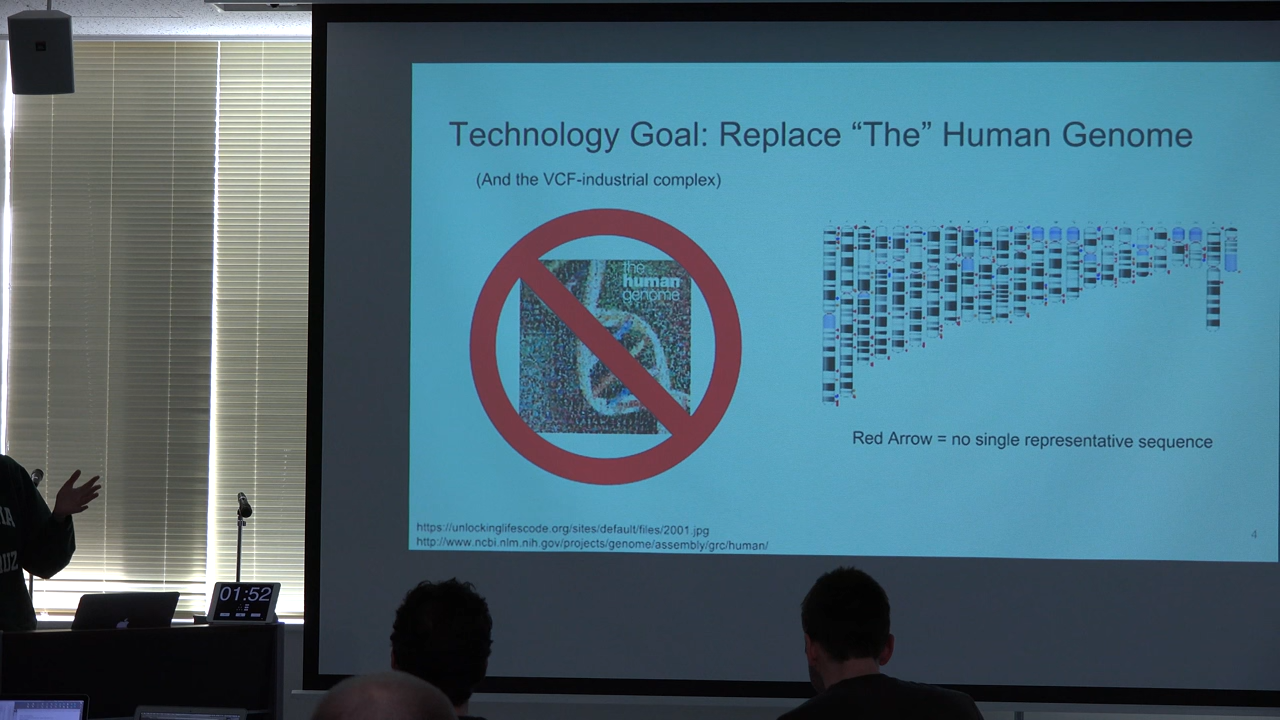 Technology Goal: Replace “The” Human Genome
(And the VCF-industrial complex)
the
human
genome
Red Arrow = no single representative sequence
https://unlockinglifescode.org/sites/default/files/2001.jpg
http://www.ncbi.nlm.nih.gov/projects/genome/assembly/grc/human/
4
01:52